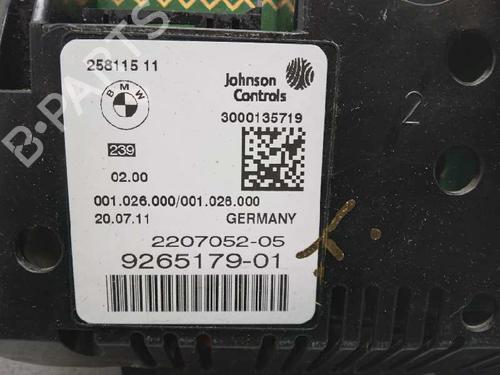 258115 11
BMW
Johnson
Controls
3000135719
239
02.00
001.026.000/001.026.000
20.07.11 GERMANY
2207052-05
9265179-01
2
B-PARTS